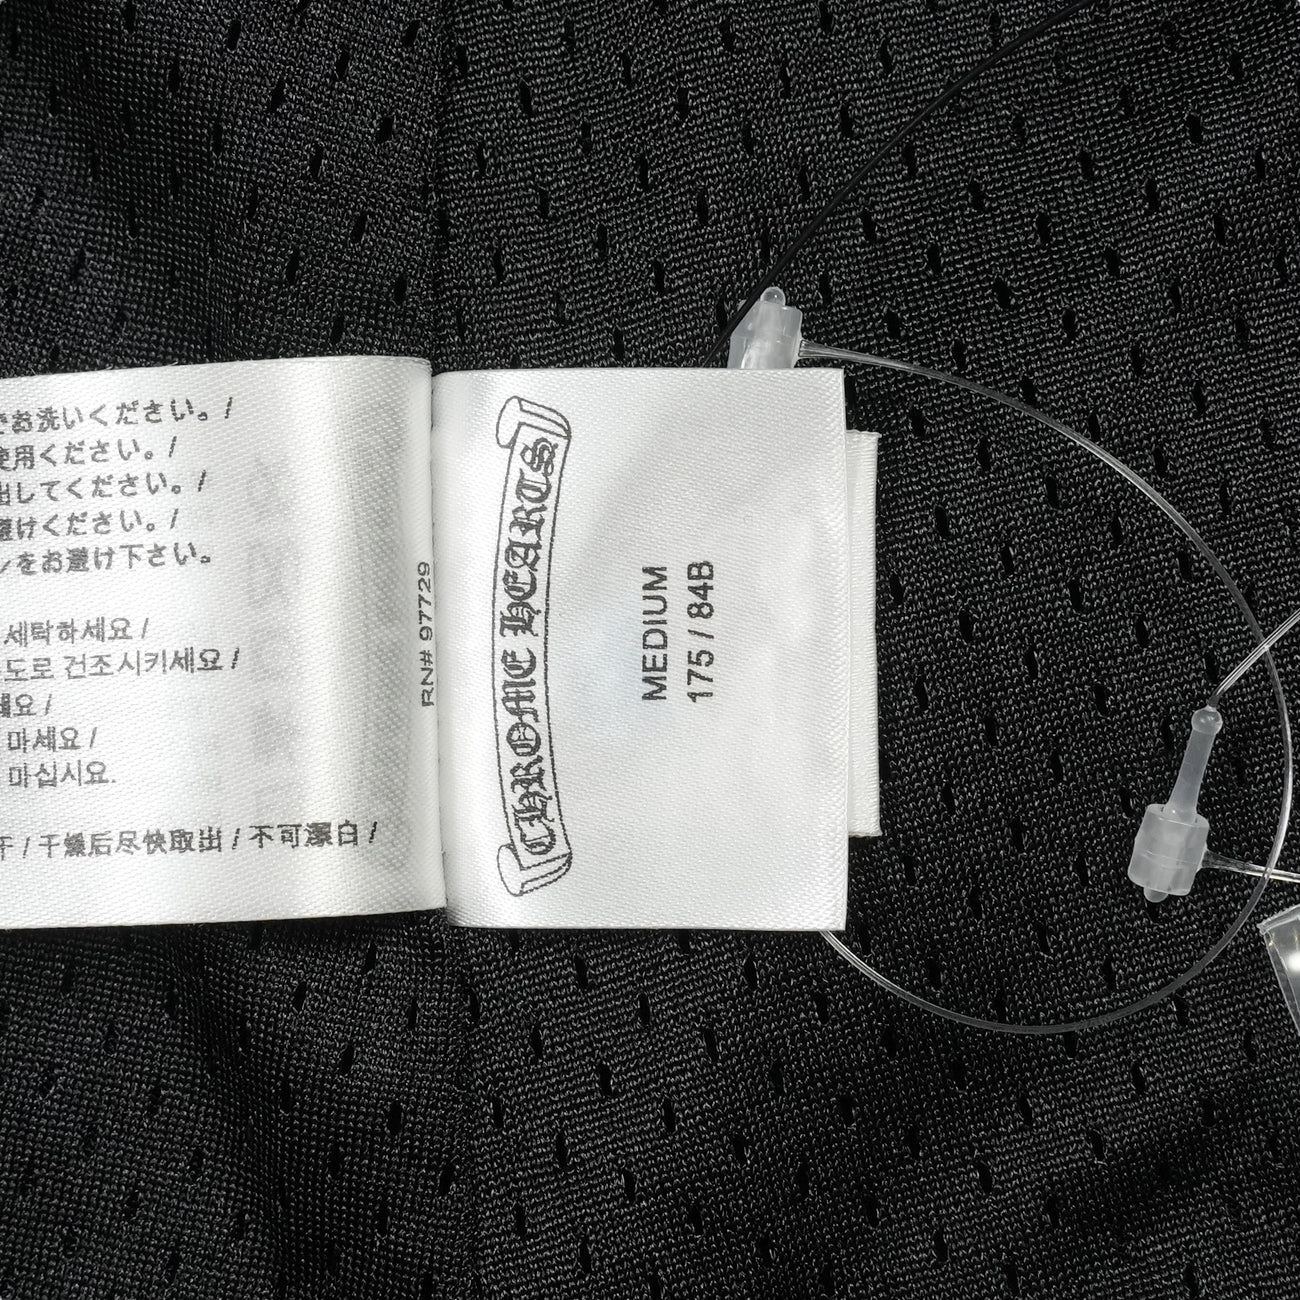 でお洗いください。/
使用ください。/
出してください。/
避けください。/
ンをお避け下さい。
세탁하세요 /
도로 건조시키세요 /
마세요 /
마십시요.
干 / 干燥后尽快取出 / 不可漂白 /
RN# 97729
CHROME HEARTS
MEDIUM
175 / 84B